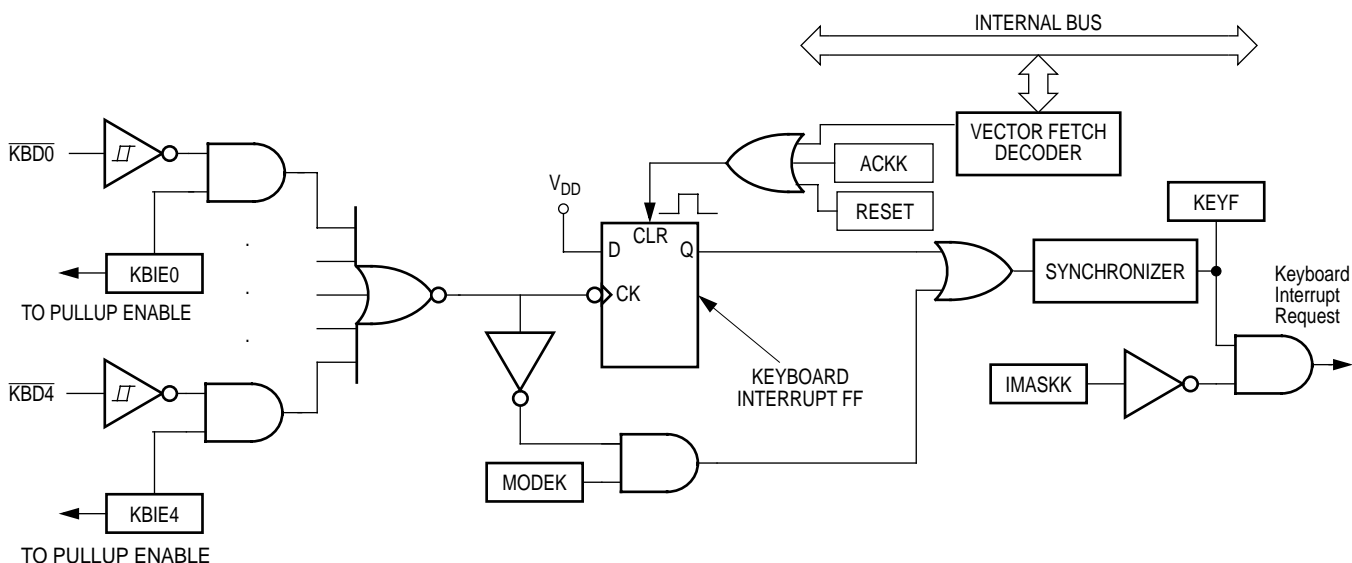 INTERNAL BUS
VECTOR FETCH
DECODER
KBD0
ACKK
VDD
RESET
KEYF
CLR
D
Q
KBIE0
SYNCHRONIZER
CK
TO PULLUP ENABLE
Keyboard
Interrupt
Request
KEYBOARD
INTERRUPT FF
IMASKK
KBD4
MODEK
KBIE4
TO PULLUP ENABLE